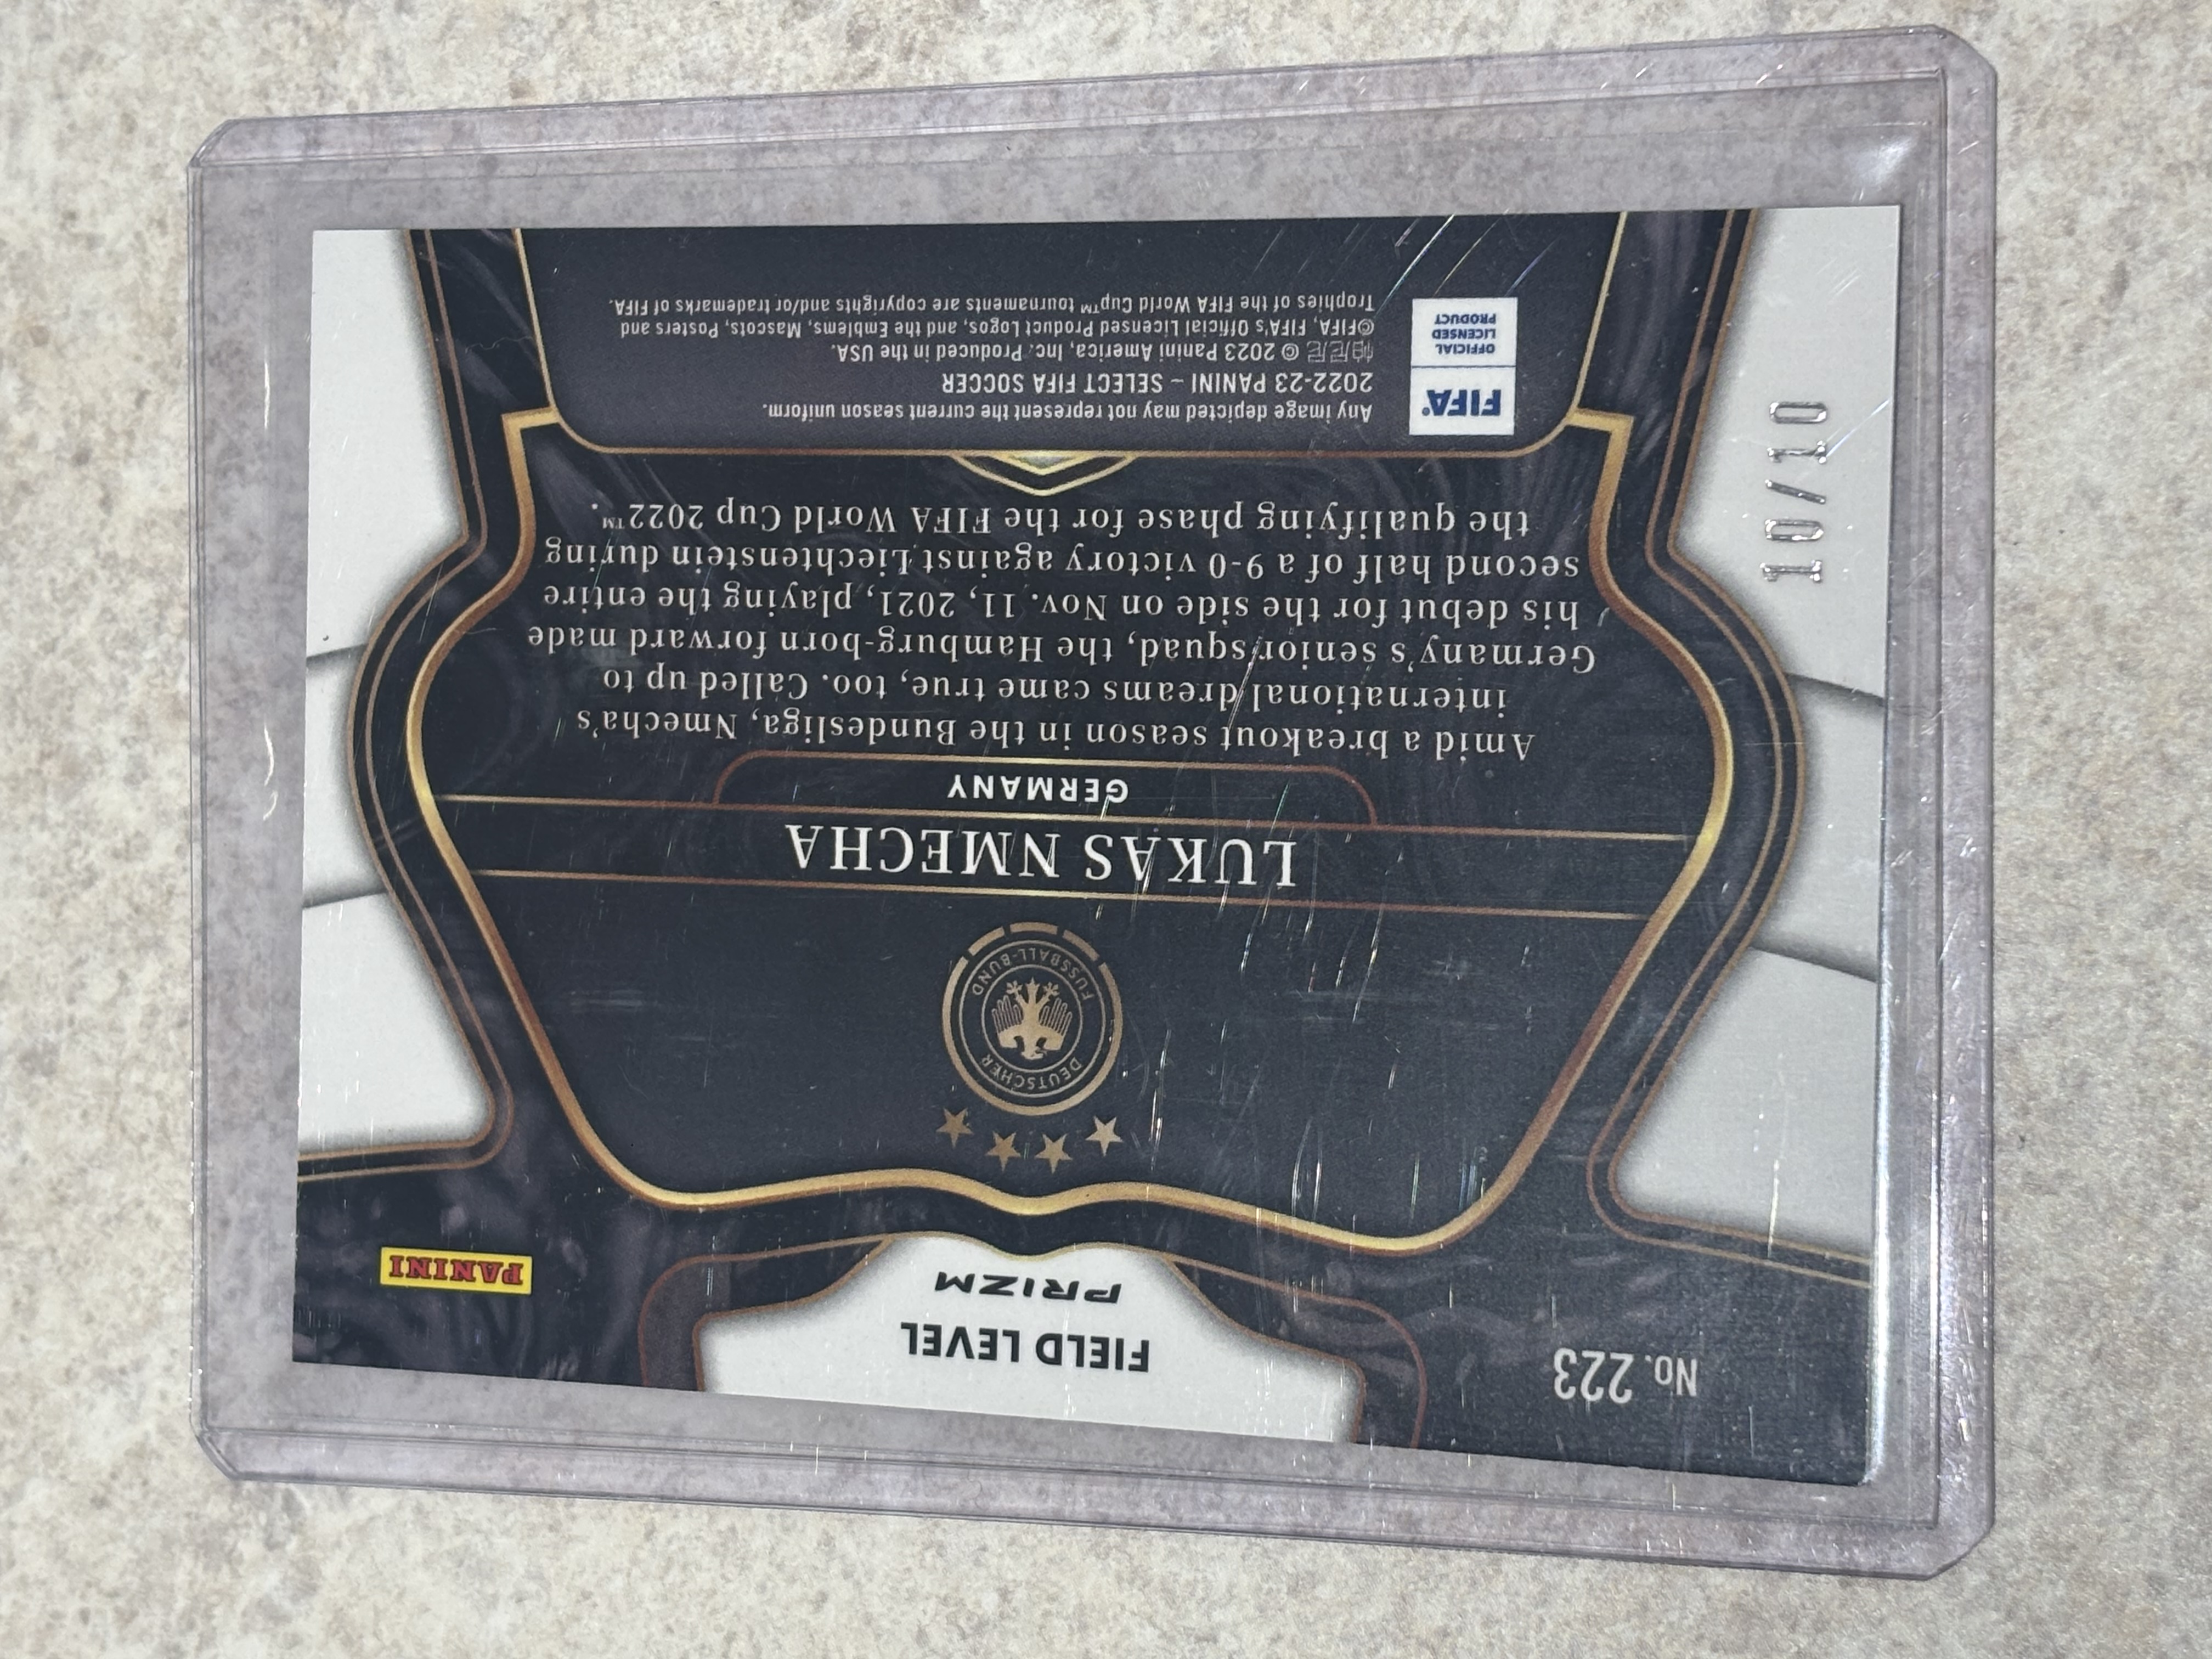 No. 223
FIELD LEVEL
PRIZM
PANINI
DEUTSCHER
FUSSBALL-BUND
LUKAS NMECHA
GERMANY
Amid a breakout season in the Bundesliga, Nmecha's
international dreams came true, too. Called up to
Germany's senior squad, the Hamburg-born forward made
his debut for the side on Nov. 11, 2021, playing the entire
second half of a 9-0 victory against Liechtenstein during
the qualifying phase for the FIFA World Cup 2022™.
10/10
FIFA®
OFFICIAL
LICENSED
PRODUCT
Any image depicted may not represent the current season uniform.
2022-23 PANINI – SELECT FIFA SOCCER
帕尼尼 © 2023 Panini America, Inc. Produced in the USA.
©FIFA, FIFA's Official Licensed Product Logos, and the Emblems, Mascots, Posters and
Trophies of the FIFA World Cup™ tournaments are copyrights and/or trademarks of FIFA.